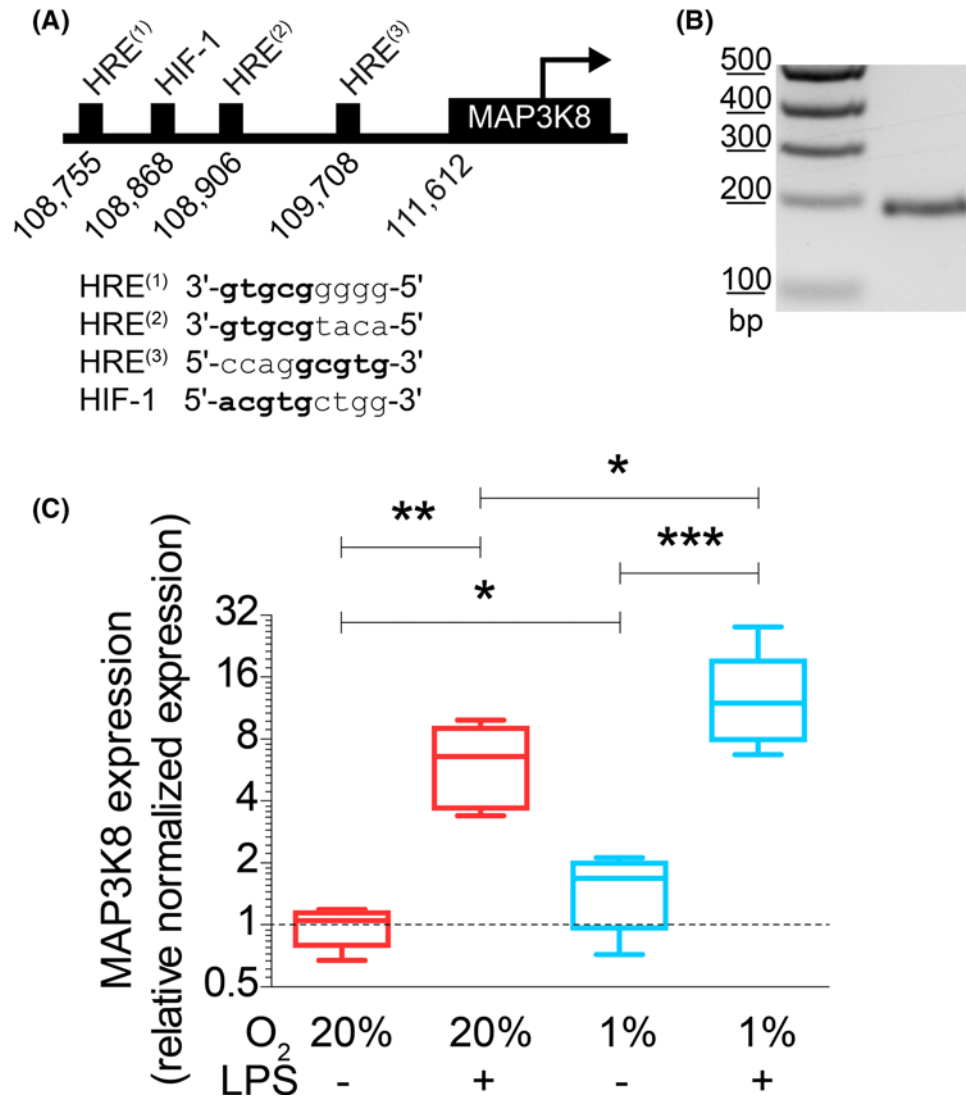 (A)
HRE(1) HIF-1 HRE(2) HRE(3)
MAP3K8
108,755 108,868 108,906 109,708 111,612
HRE(1) 3'-gtgcggggg-5'
HRE(2) 3'-gtgcgtaca-5'
HRE(3) 5'-ccaggcgtg-3'
HIF-1 5'-acgtgctgg-3'
(B)
500
400
300
200
100
bp
(C)
MAP3K8 expression
(relative normalized expression)
*
**
***
*
32
16
8
4
2
1
0.5
O2 20% 20% 1% 1%
LPS - + - +